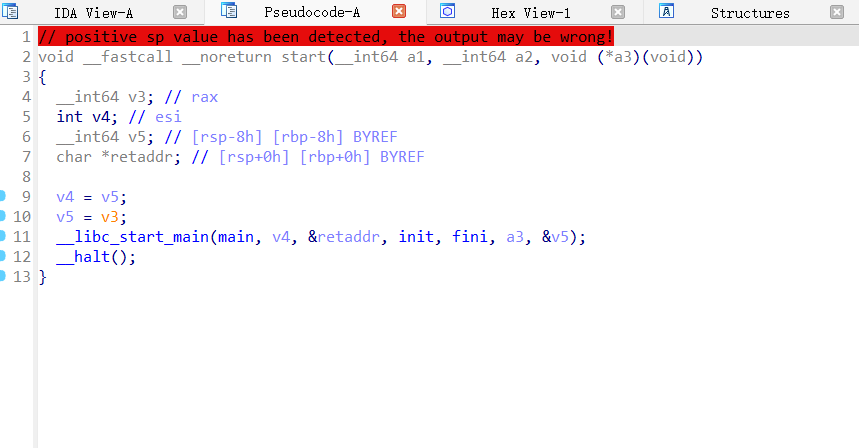 IDA View-A Pseudocode-A Hex View-1 Structures
1 // positive sp value has been detected, the output may be wrong!
2 void __fastcall __noreturn start(__int64 a1, __int64 a2, void (*a3)(void))
3 {
4   __int64 v3; // rax
5   int v4; // esi
6   __int64 v5; // [rsp-8h] [rbp-8h] BYREF
7   char *retaddr; // [rsp+0h] [rbp+0h] BYREF
8
9   v4 = v5;
10   v5 = v3;
11   __libc_start_main(main, v4, &retaddr, init, fini, a3, &v5);
12   __halt();
13 }